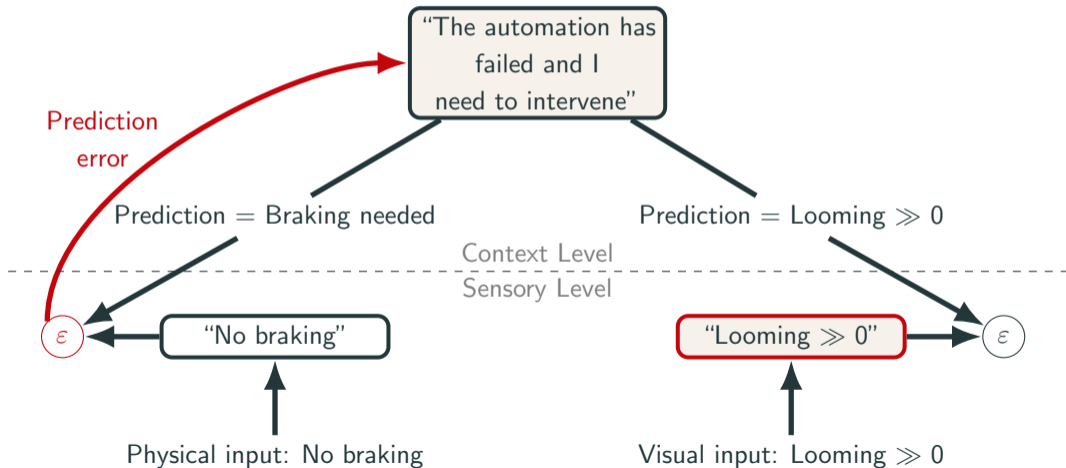 “The automation has
failed and I
need to intervene”
Prediction
error
Prediction = Braking needed
Prediction = Looming ≫ 0
Context Level
Sensory Level
ε
“No braking”
“Looming ≫ 0”
ε
Physical input: No braking
Visual input: Looming ≫ 0